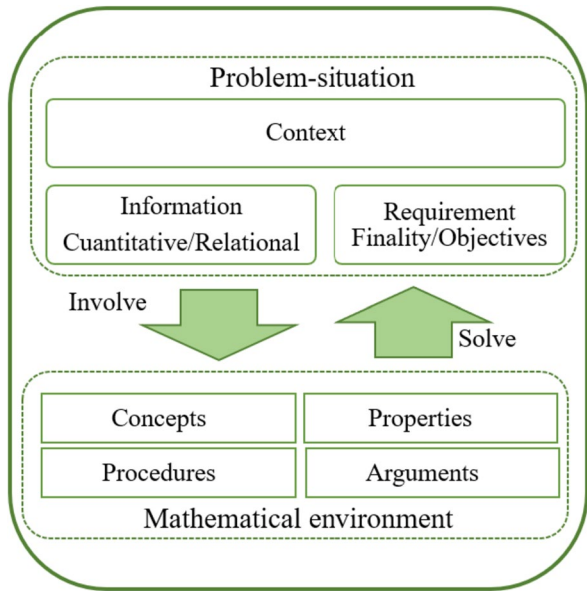 Problem-situation
Context
Information
Cuantitative/Relational
Requirement
Finality/Objectives
Involve
Solve
Concepts
Properties
Procedures
Arguments
Mathematical environment